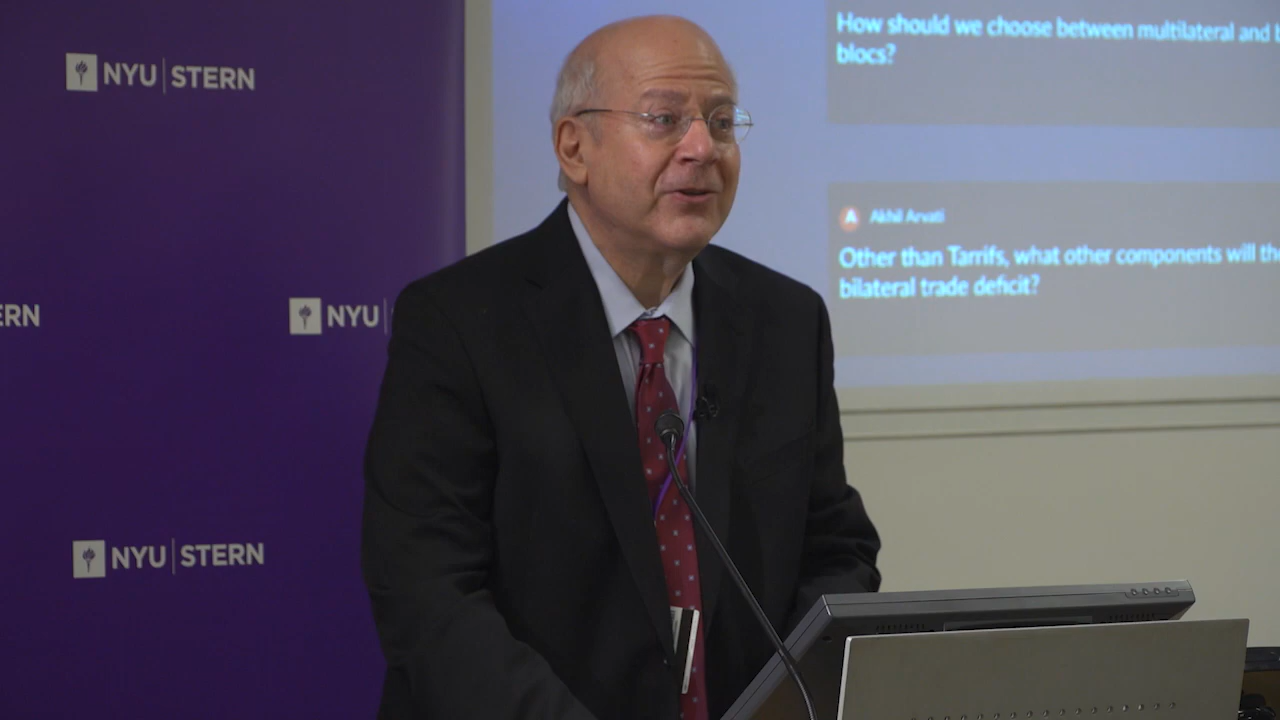 NYU STERN
ERN
NYU
NYU STERN
How should we choose between multilateral and
blocs?
A Akhil Arvati
Other than Tarrifs, what other components will the
bilateral trade deficit?